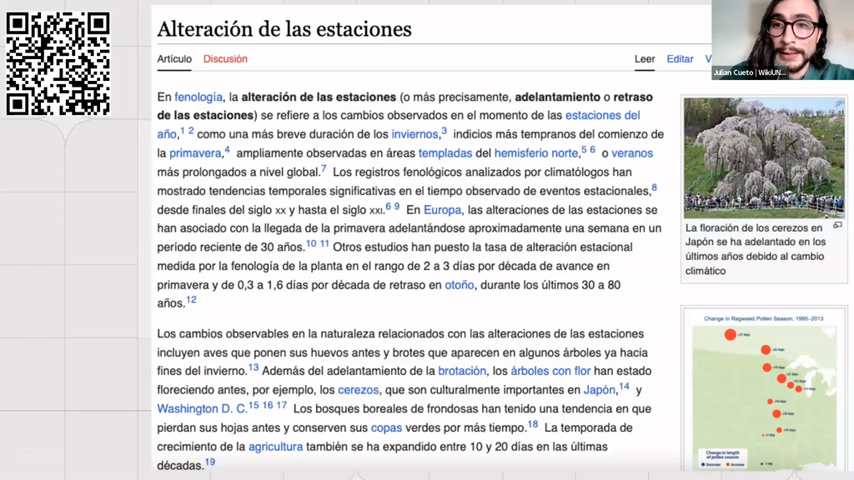 Alteración de las estaciones
Artículo Discusión Leer Editar V
Julian Cueto | WikiUN...
En fenología, la alteración de las estaciones (o más precisamente, adelantamiento o retraso
de las estaciones) se refiere a los cambios observados en el momento de las estaciones del
año,1 2 como una más breve duración de los inviernos,3 indicios más tempranos del comienzo de
la primavera,4 ampliamente observadas en áreas templadas del hemisferio norte,5 6 o veranos
más prolongados a nivel global.7 Los registros fenológicos analizados por climatólogos han
mostrado tendencias temporales significativas en el tiempo observado de eventos estacionales,8
desde finales del siglo XX y hasta el siglo XXI.6 9 En Europa, las alteraciones de las estaciones se
han asociado con la llegada de la primavera adelantándose aproximadamente una semana en un
período reciente de 30 años.10 11 Otros estudios han puesto la tasa de alteración estacional
medida por la fenología de la planta en el rango de 2 a 3 días por década de avance en
primavera y de 0,3 a 1,6 días por década de retraso en otoño, durante los últimos 30 a 80
años.12
Los cambios observables en la naturaleza relacionados con las alteraciones de las estaciones
incluyen aves que ponen sus huevos antes y brotes que aparecen en algunos árboles ya hacia
fines del invierno.13 Además del adelantamiento de la brotación, los árboles con flor han estado
floreciendo antes, por ejemplo, los cerezos, que son culturalmente importantes en Japón,14 y
Washington D. C.15 16 17 Los bosques boreales de frondosas han tenido una tendencia en que
pierdan sus hojas antes y conserven sus copas verdes por más tiempo.18 La temporada de
crecimiento de la agricultura también se ha expandido entre 10 y 20 días en las últimas
décadas.19
La floración de los cerezos en
Japón se ha adelantado en los
últimos años debido al cambio
climático
Change in Ragweed Pollen Season, 1995–2013
Change in length
of pollen season:
Decrease Increase